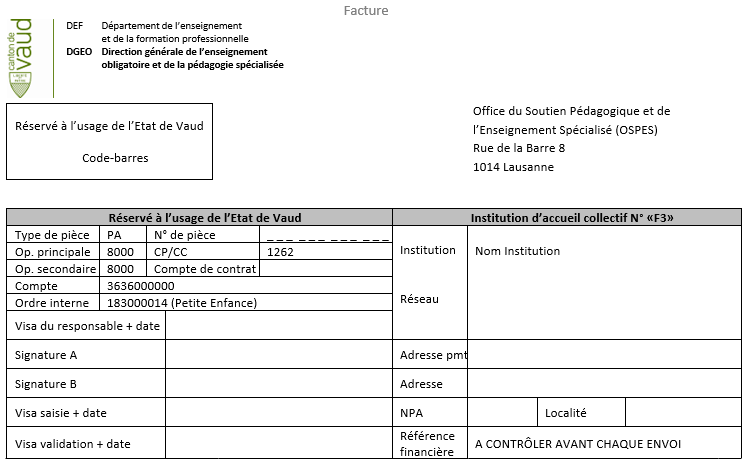 Facture
canton de
vaud
LIBERTÉ
ET
PATRIE
DEF Département de l’enseignement
et de la formation professionnelle
DGEO Direction générale de l’enseignement
obligatoire et de la pédagogie spécialisée
Réservé à l’usage de l’Etat de Vaud
Code-barres
Office du Soutien Pédagogique et de
l’Enseignement Spécialisé (OSPES)
Rue de la Barre 8
1014 Lausanne
Réservé à l’usage de l’Etat de Vaud
Institution d’accueil collectif N° «F3»
Type de pièce PA N° de pièce _ _ _ _ _ _ _ _ _ _ _ _
Op. principale 8000 CP/CC 1262
Op. secondaire 8000 Compte de contrat
Compte 3636000000
Ordre interne 183000014 (Petite Enfance)
Institution Nom Institution
Réseau
Visa du responsable + date
Signature A Adresse pmt
Signature B Adresse
Visa saisie + date NPA Localité
Visa validation + date Référence
financière A CONTRÔLER AVANT CHAQUE ENVOI